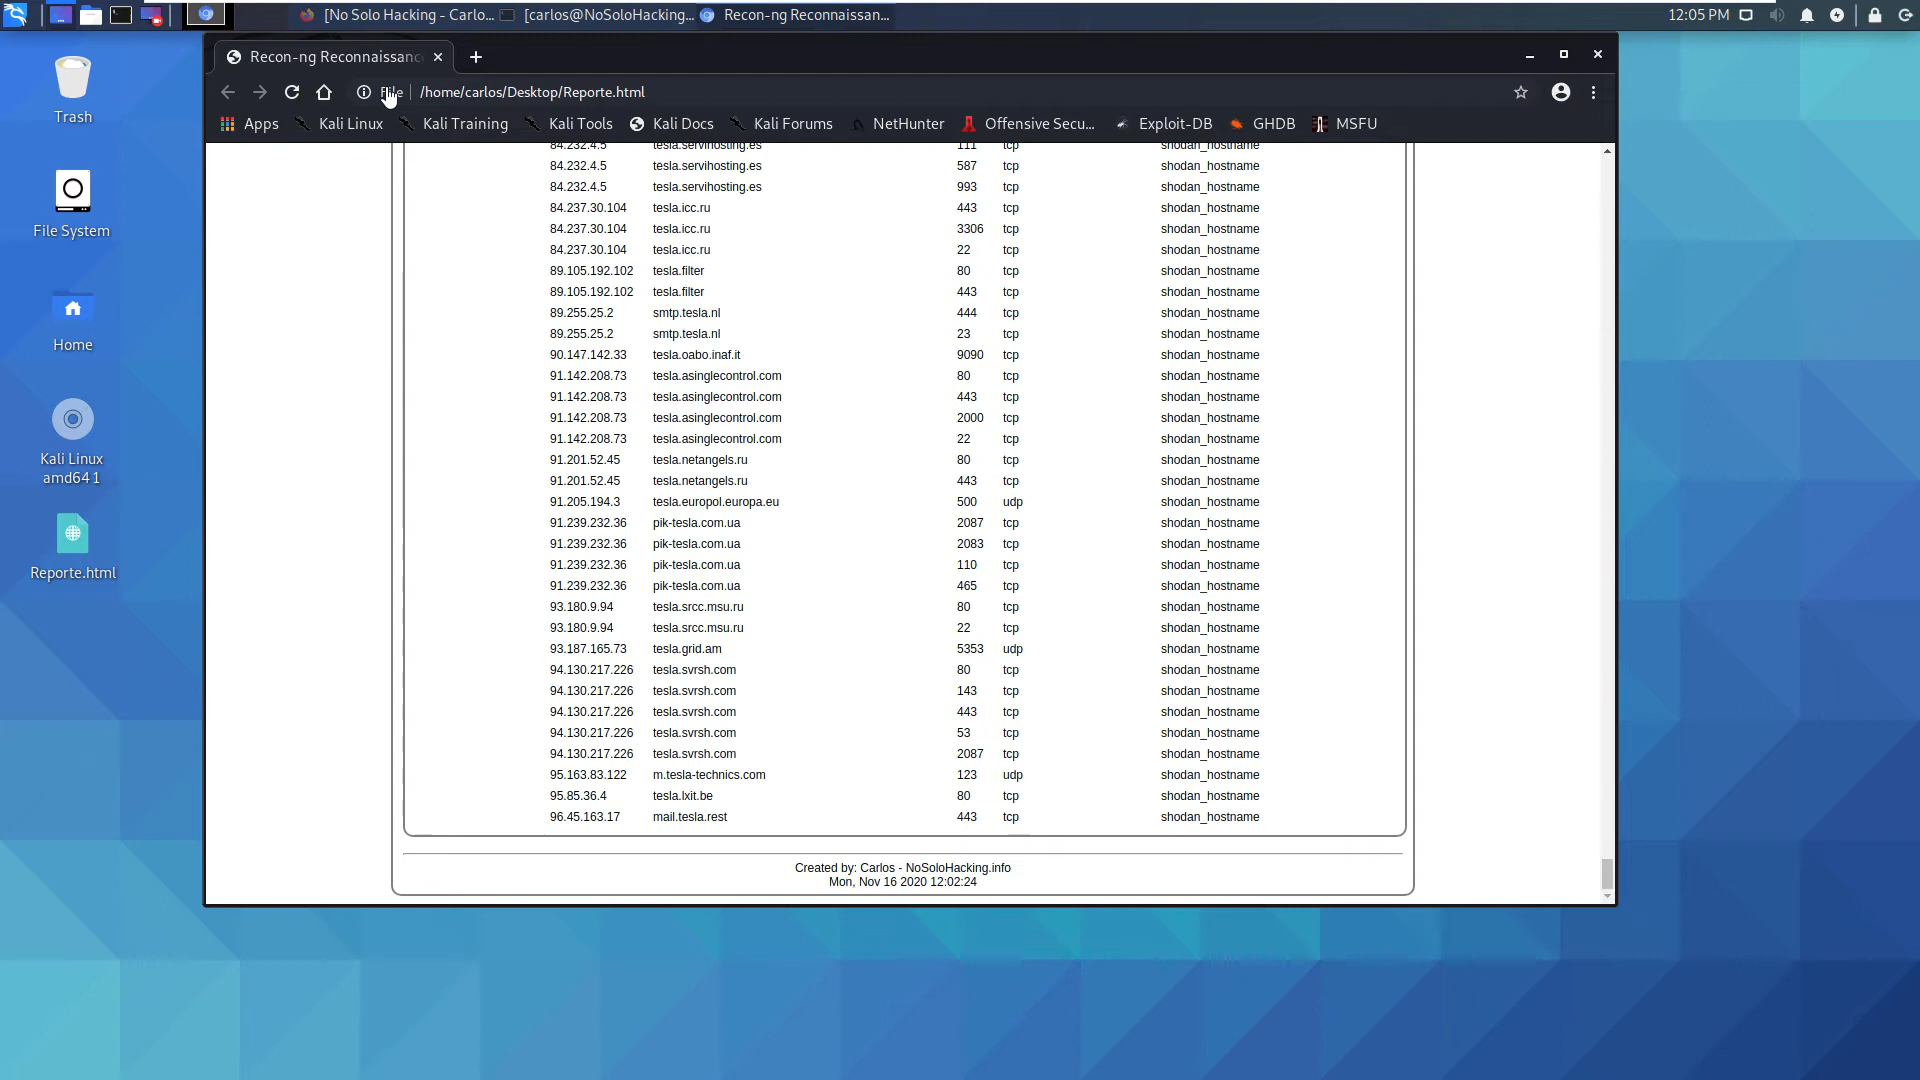 [No Solo Hacking - Carlo... [carlos@NoSoloHacking... Recon-ng Reconnaissan... 12:05 PM
Recon-ng Reconnaissanc
/home/carlos/Desktop/Reporte.html
Apps Kali Linux Kali Training Kali Tools Kali Docs Kali Forums NetHunter Offensive Secu... Exploit-DB GHDB MSFU
Trash
File System
Home
Kali Linux
amd64 1
Reporte.html
84.232.4.5 tesla.servihosting.es 111 tcp shodan_hostname
84.232.4.5 tesla.servihosting.es 587 tcp shodan_hostname
84.232.4.5 tesla.servihosting.es 993 tcp shodan_hostname
84.237.30.104 tesla.icc.ru 443 tcp shodan_hostname
84.237.30.104 tesla.icc.ru 3306 tcp shodan_hostname
84.237.30.104 tesla.icc.ru 22 tcp shodan_hostname
89.105.192.102 tesla.filter 80 tcp shodan_hostname
89.105.192.102 tesla.filter 443 tcp shodan_hostname
89.255.25.2 smtp.tesla.nl 444 tcp shodan_hostname
89.255.25.2 smtp.tesla.nl 23 tcp shodan_hostname
90.147.142.33 tesla.oabo.inaf.it 9090 tcp shodan_hostname
91.142.208.73 tesla.asinglecontrol.com 80 tcp shodan_hostname
91.142.208.73 tesla.asinglecontrol.com 443 tcp shodan_hostname
91.142.208.73 tesla.asinglecontrol.com 2000 tcp shodan_hostname
91.142.208.73 tesla.asinglecontrol.com 22 tcp shodan_hostname
91.201.52.45 tesla.netangels.ru 80 tcp shodan_hostname
91.201.52.45 tesla.netangels.ru 443 tcp shodan_hostname
91.205.194.3 tesla.europol.europa.eu 500 udp shodan_hostname
91.239.232.36 pik-tesla.com.ua 2087 tcp shodan_hostname
91.239.232.36 pik-tesla.com.ua 2083 tcp shodan_hostname
91.239.232.36 pik-tesla.com.ua 110 tcp shodan_hostname
91.239.232.36 pik-tesla.com.ua 465 tcp shodan_hostname
93.180.9.94 tesla.srcc.msu.ru 80 tcp shodan_hostname
93.180.9.94 tesla.srcc.msu.ru 22 tcp shodan_hostname
93.187.165.73 tesla.grid.am 5353 udp shodan_hostname
94.130.217.226 tesla.svrsh.com 80 tcp shodan_hostname
94.130.217.226 tesla.svrsh.com 143 tcp shodan_hostname
94.130.217.226 tesla.svrsh.com 443 tcp shodan_hostname
94.130.217.226 tesla.svrsh.com 53 tcp shodan_hostname
94.130.217.226 tesla.svrsh.com 2087 tcp shodan_hostname
95.163.83.122 m.tesla-technics.com 123 udp shodan_hostname
95.85.36.4 tesla.lxit.be 80 tcp shodan_hostname
96.45.163.17 mail.tesla.rest 443 tcp shodan_hostname
Created by: Carlos - NoSoloHacking.info
Mon, Nov 16 2020 12:02:24